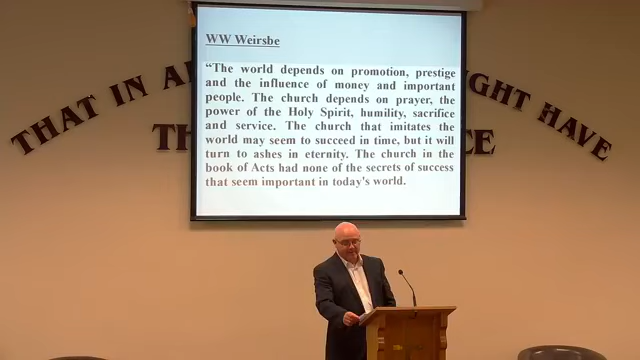 WW Weirsbe
“The world depends on promotion, prestige
and the influence of money and important
people. The church depends on prayer, the
power of the Holy Spirit, humility, sacrifice
and service. The church that imitates the
world may seem to succeed in time, but it will
turn to ashes in eternity. The church in the
book of Acts had none of the secrets of success
that seem important in today's world.
THAT IN A GHT HAVE
TH CE